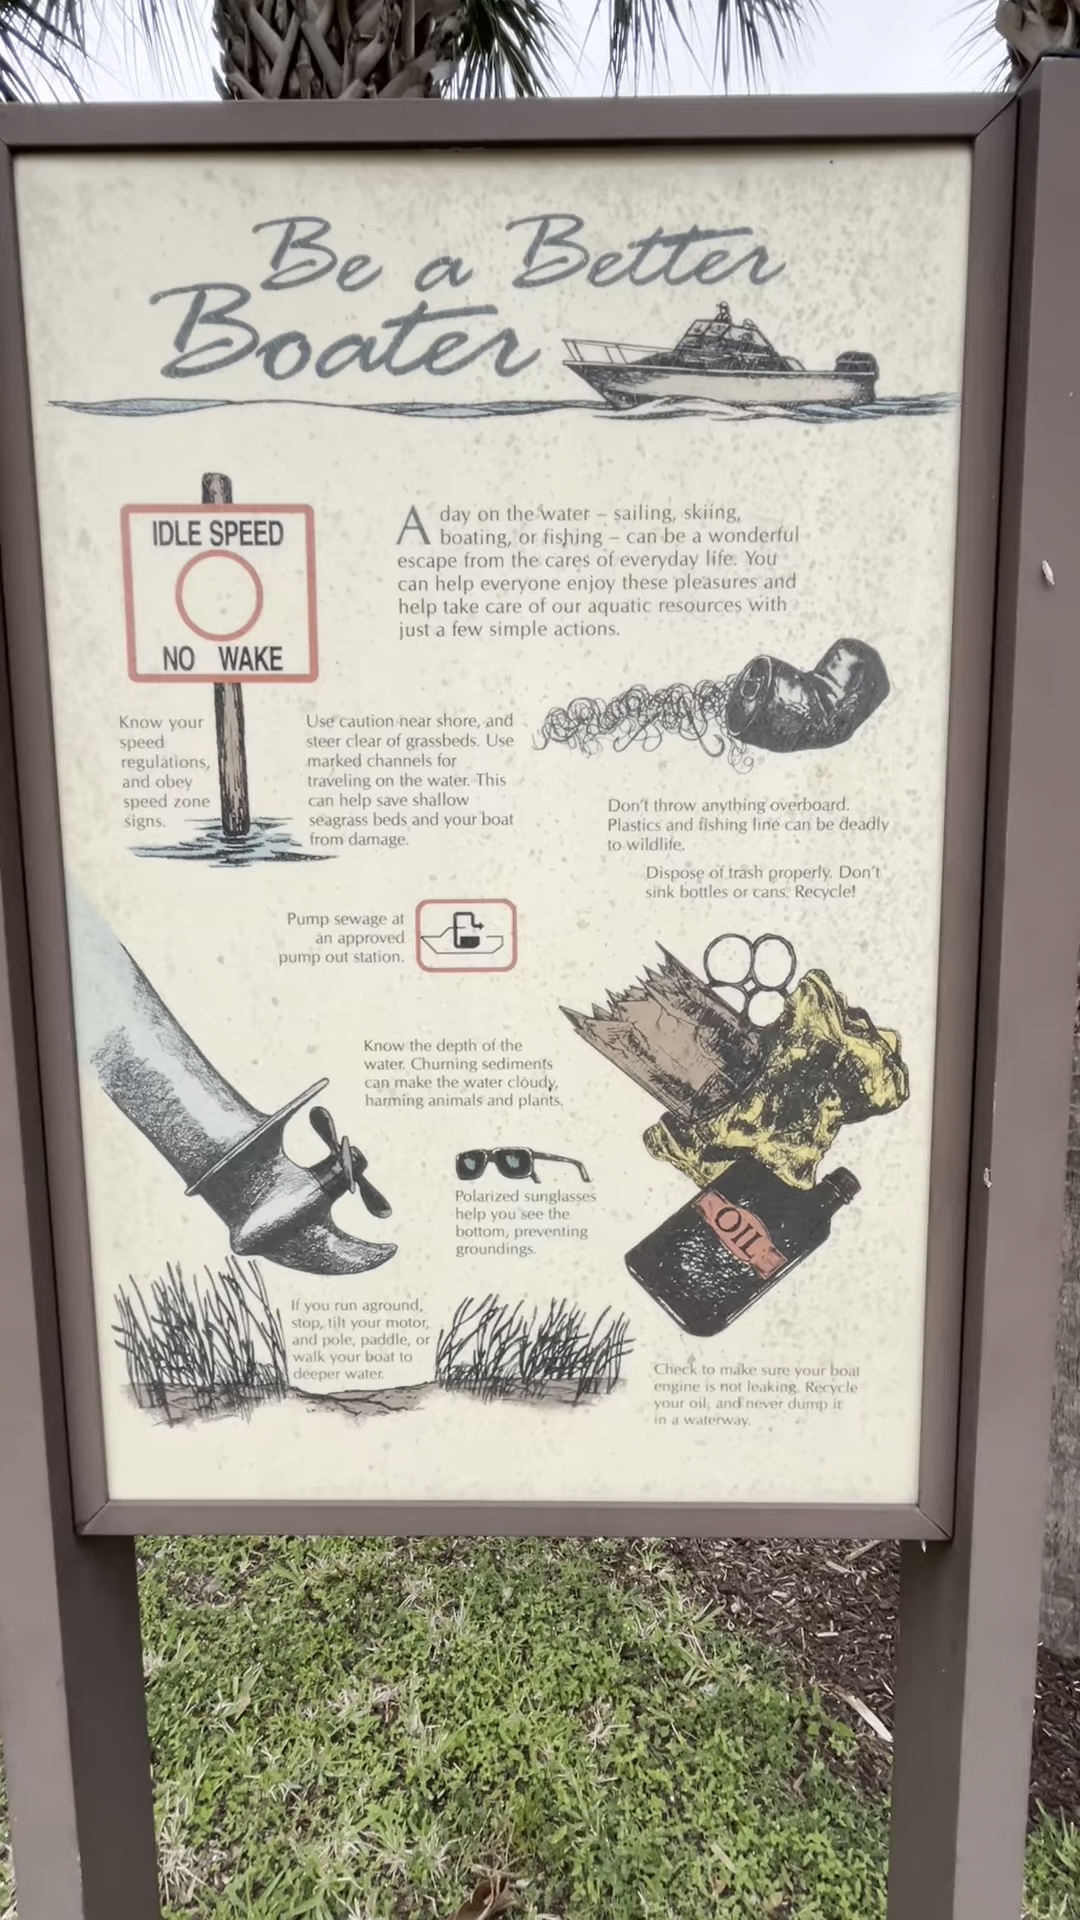 Be a Better
Boater
IDLE SPEED
NO WAKE
A day on the water – sailing, skiing,
boating, or fishing – can be a wonderful
escape from the cares of everyday life. You
can help everyone enjoy these pleasures and
help take care of our aquatic resources with
just a few simple actions.
Know your
speed
regulations,
and obey
speed zone
signs.
Use caution near shore, and
steer clear of grassbeds. Use
marked channels for
traveling on the water. This
can help save shallow
seagrass beds and your boat
from damage.
Don't throw anything overboard.
Plastics and fishing line can be deadly
to wildlife.
Dispose of trash properly. Don't
sink bottles or cans. Recycle!
Pump sewage at
an approved
pump out station.
Know the depth of the
water. Churning sediments
can make the water cloudy,
harming animals and plants.
Polarized sunglasses
help you see the
bottom, preventing
groundings.
OIL
If you run aground,
stop, tilt your motor,
and pole, paddle, or
walk your boat to
deeper water.
Check to make sure your boat
engine is not leaking. Recycle
your oil, and never dump it
in a waterway.